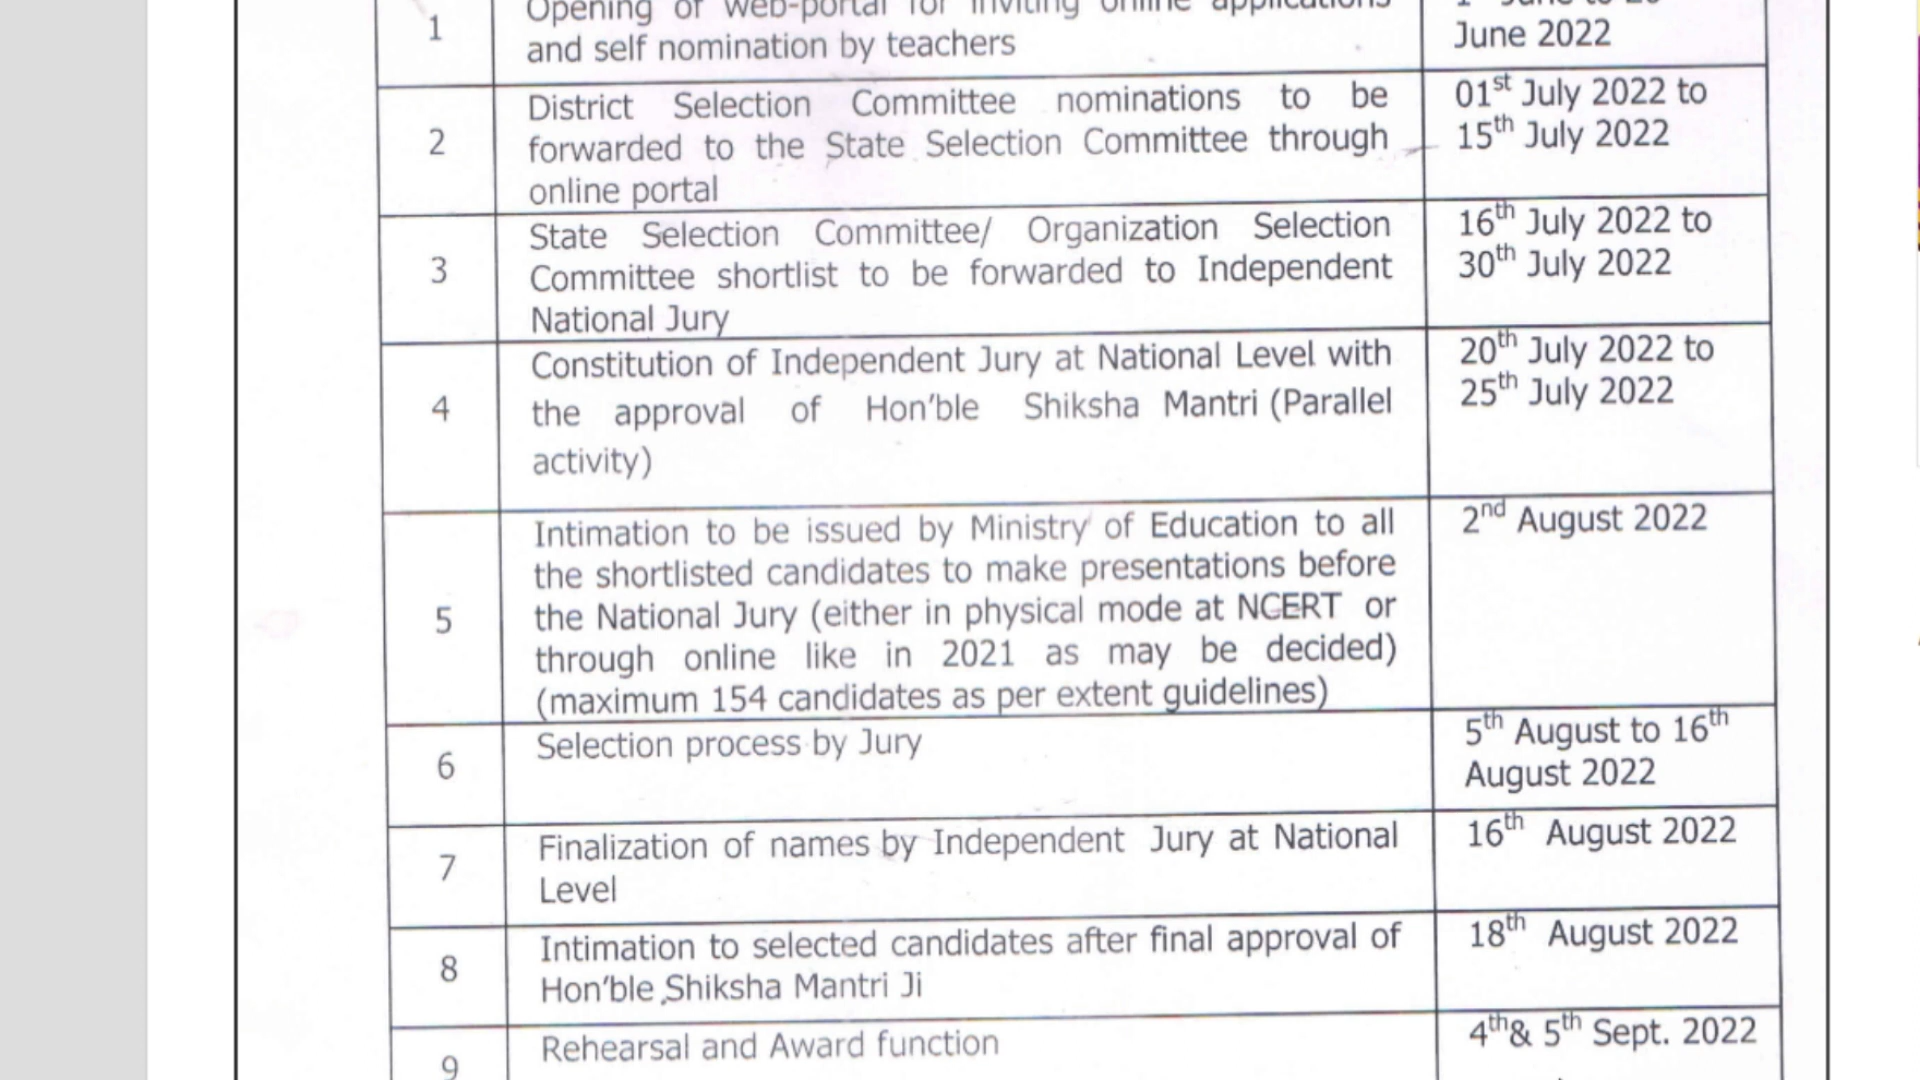 1
Opening of web-portal for inviting online applications
and self nomination by teachers
June 2022
2
District Selection Committee nominations to be
forwarded to the State Selection Committee through
online portal
01st July 2022 to
15th July 2022
3
State Selection Committee/ Organization Selection
Committee shortlist to be forwarded to Independent
National Jury
16th July 2022 to
30th July 2022
4
Constitution of Independent Jury at National Level with
the approval of Hon'ble Shiksha Mantri (Parallel
activity)
20th July 2022 to
25th July 2022
5
Intimation to be issued by Ministry of Education to all
the shortlisted candidates to make presentations before
the National Jury (either in physical mode at NCERT or
through online like in 2021 as may be decided)
(maximum 154 candidates as per extent guidelines)
2nd August 2022
6
Selection process by Jury
5th August to 16th
August 2022
7
Finalization of names by Independent Jury at National
Level
16th August 2022
8
Intimation to selected candidates after final approval of
Hon'ble Shiksha Mantri Ji
18th August 2022
9
Rehearsal and Award function
4th& 5th Sept. 2022